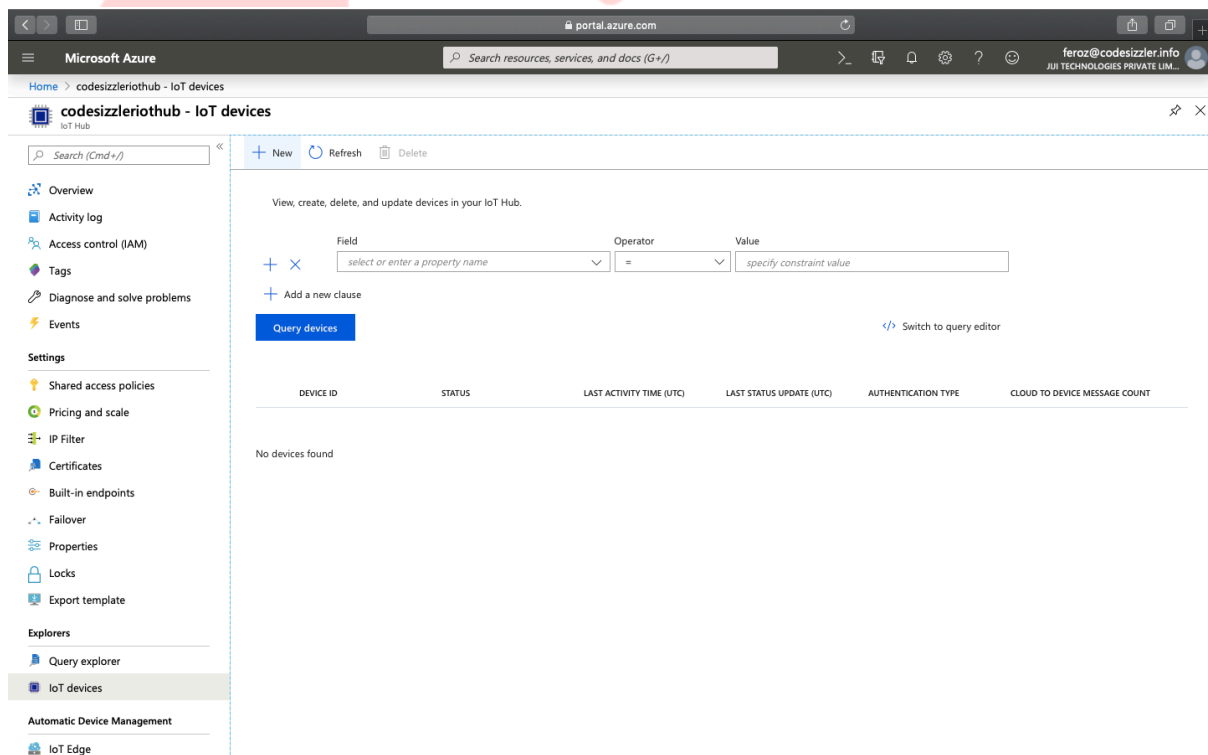 portal.azure.com
Microsoft Azure
Search resources, services, and docs (G+/)
feroz@codesizzler.info
JIJI TECHNOLOGIES PRIVATE LIM...
Home > codesizzleriothub - IoT devices
codesizzleriothub - IoT devices
IoT Hub
Search (Cmd+/)
«
New
Refresh
Delete
Overview
Activity log
Access control (IAM)
Tags
Diagnose and solve problems
Events
Settings
Shared access policies
Pricing and scale
IP Filter
Certificates
Built-in endpoints
Failover
Properties
Locks
Export template
Explorers
Query explorer
IoT devices
Automatic Device Management
IoT Edge
View, create, delete, and update devices in your IoT Hub.
Field Operator Value
select or enter a property name = specify constraint value
Add a new clause
Query devices
</> Switch to query editor
DEVICE ID STATUS LAST ACTIVITY TIME (UTC) LAST STATUS UPDATE (UTC) AUTHENTICATION TYPE CLOUD TO DEVICE MESSAGE COUNT
No devices found